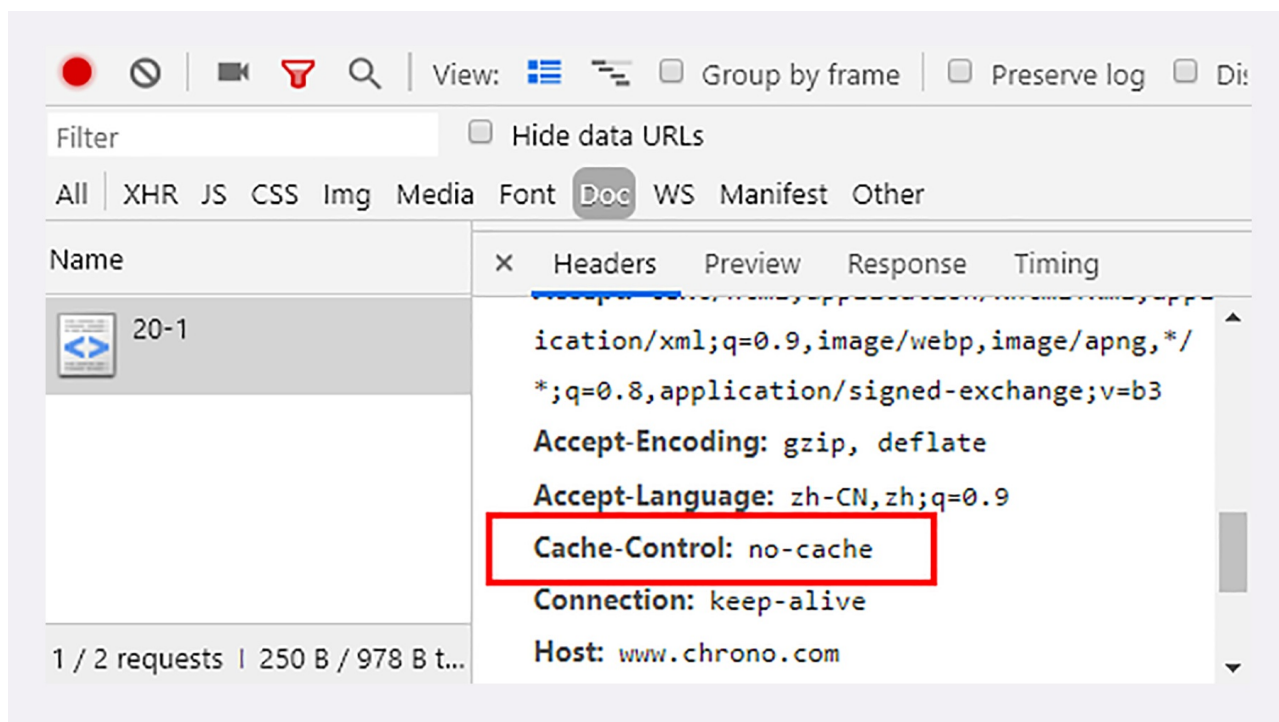 View: Group by frame Preserve log
Filter Hide data URLs
All XHR JS CSS Img Media Font Doc WS Manifest Other
Name
× Headers Preview Response Timing
20-1
ication/xml;q=0.9,image/webp,image/apng,*/
*;q=0.8,application/signed-exchange;v=b3
Accept-Encoding: gzip, deflate
Accept-Language: zh-CN,zh;q=0.9
Cache-Control: no-cache
Connection: keep-alive
Host: www.chrono.com
1 / 2 requests | 250 B / 978 B t...